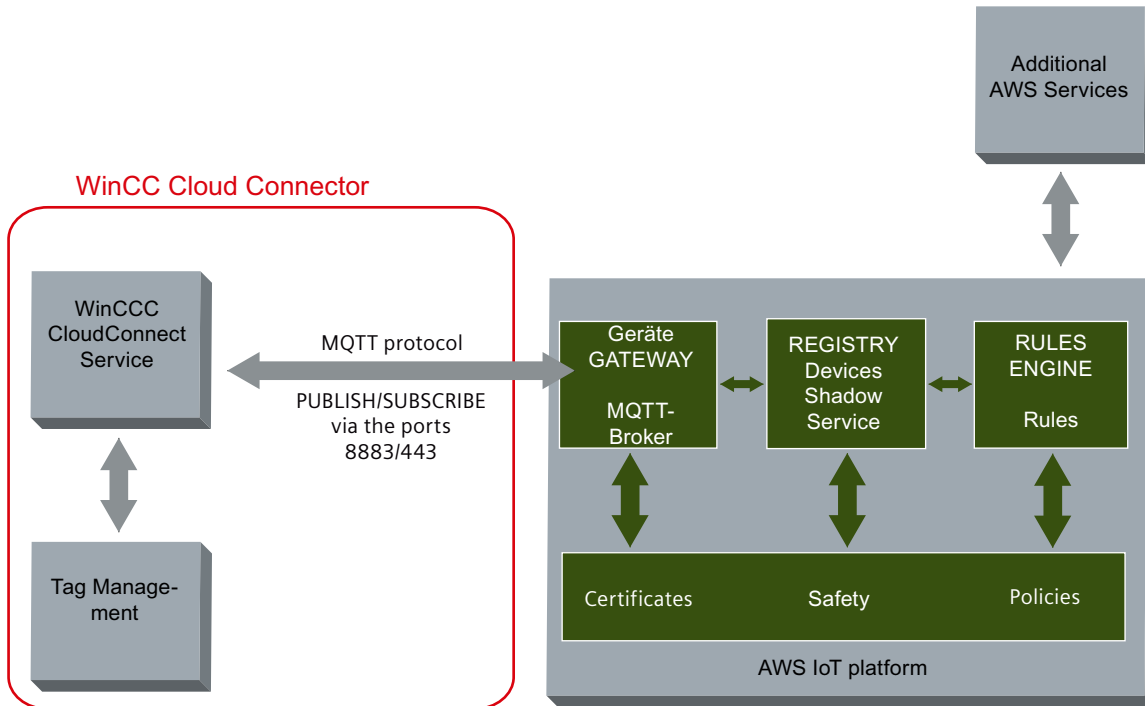 Additional
AWS Services
WinCC Cloud Connector
WinCCC
CloudConnect
Service
MQTT protocol
PUBLISH/SUBSCRIBE
via the ports
8883/443
Tag Manage-
ment
Geräte
GATEWAY
MQTT-
Broker
REGISTRY
Devices
Shadow
Service
RULES
ENGINE
Rules
Certificates
Safety
Policies
AWS IoT platform